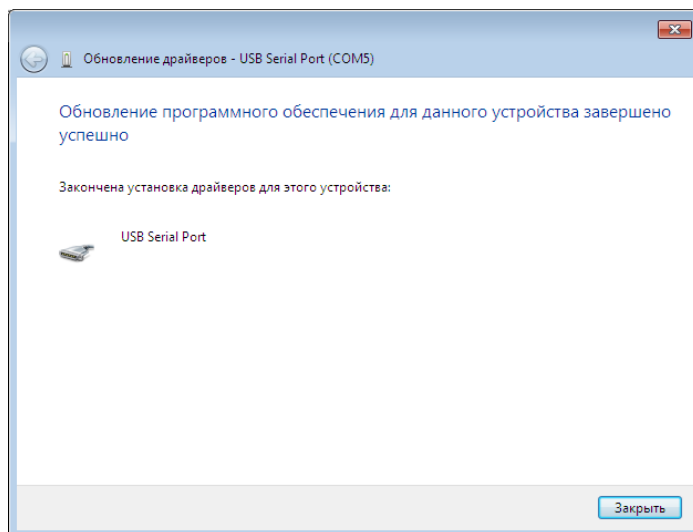 Обновление драйверов - USB Serial Port (COM5)
Обновление программного обеспечения для данного устройства завершено
успешно
Закончена установка драйверов для этого устройства:
USB Serial Port
Закрыть